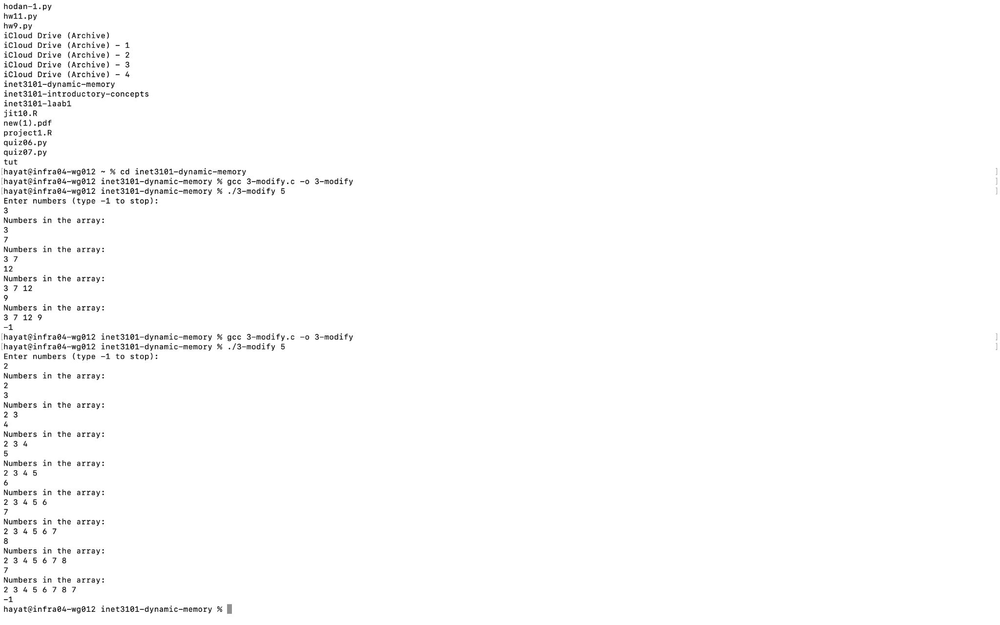 hodan-1.py
hw11.py
hw9.py
iCloud Drive (Archive)
iCloud Drive (Archive) - 1
iCloud Drive (Archive) - 2
iCloud Drive (Archive) - 3
iCloud Drive (Archive) - 4
inet3101-dynamic-memory
inet3101-introductory-concepts
inet3101-laab1
jit10.R
new(1).pdf
project1.R
quiz06.py
quiz07.py
tut
[hayat@infra04-wg012 ~ % cd inet3101-dynamic-memory ]
[hayat@infra04-wg012 inet3101-dynamic-memory % gcc 3-modify.c -o 3-modify ]
[hayat@infra04-wg012 inet3101-dynamic-memory % ./3-modify 5 ]
Enter numbers (type -1 to stop):
3
Numbers in the array:
3
7
Numbers in the array:
3 7
12
Numbers in the array:
3 7 12
9
Numbers in the array:
3 7 12 9
-1
[hayat@infra04-wg012 inet3101-dynamic-memory % gcc 3-modify.c -o 3-modify ]
[hayat@infra04-wg012 inet3101-dynamic-memory % ./3-modify 5 ]
Enter numbers (type -1 to stop):
2
Numbers in the array:
2
3
Numbers in the array:
2 3
4
Numbers in the array:
2 3 4
5
Numbers in the array:
2 3 4 5
6
Numbers in the array:
2 3 4 5 6
7
Numbers in the array:
2 3 4 5 6 7
8
Numbers in the array:
2 3 4 5 6 7 8
7
Numbers in the array:
2 3 4 5 6 7 8 7
-1
hayat@infra04-wg012 inet3101-dynamic-memory %